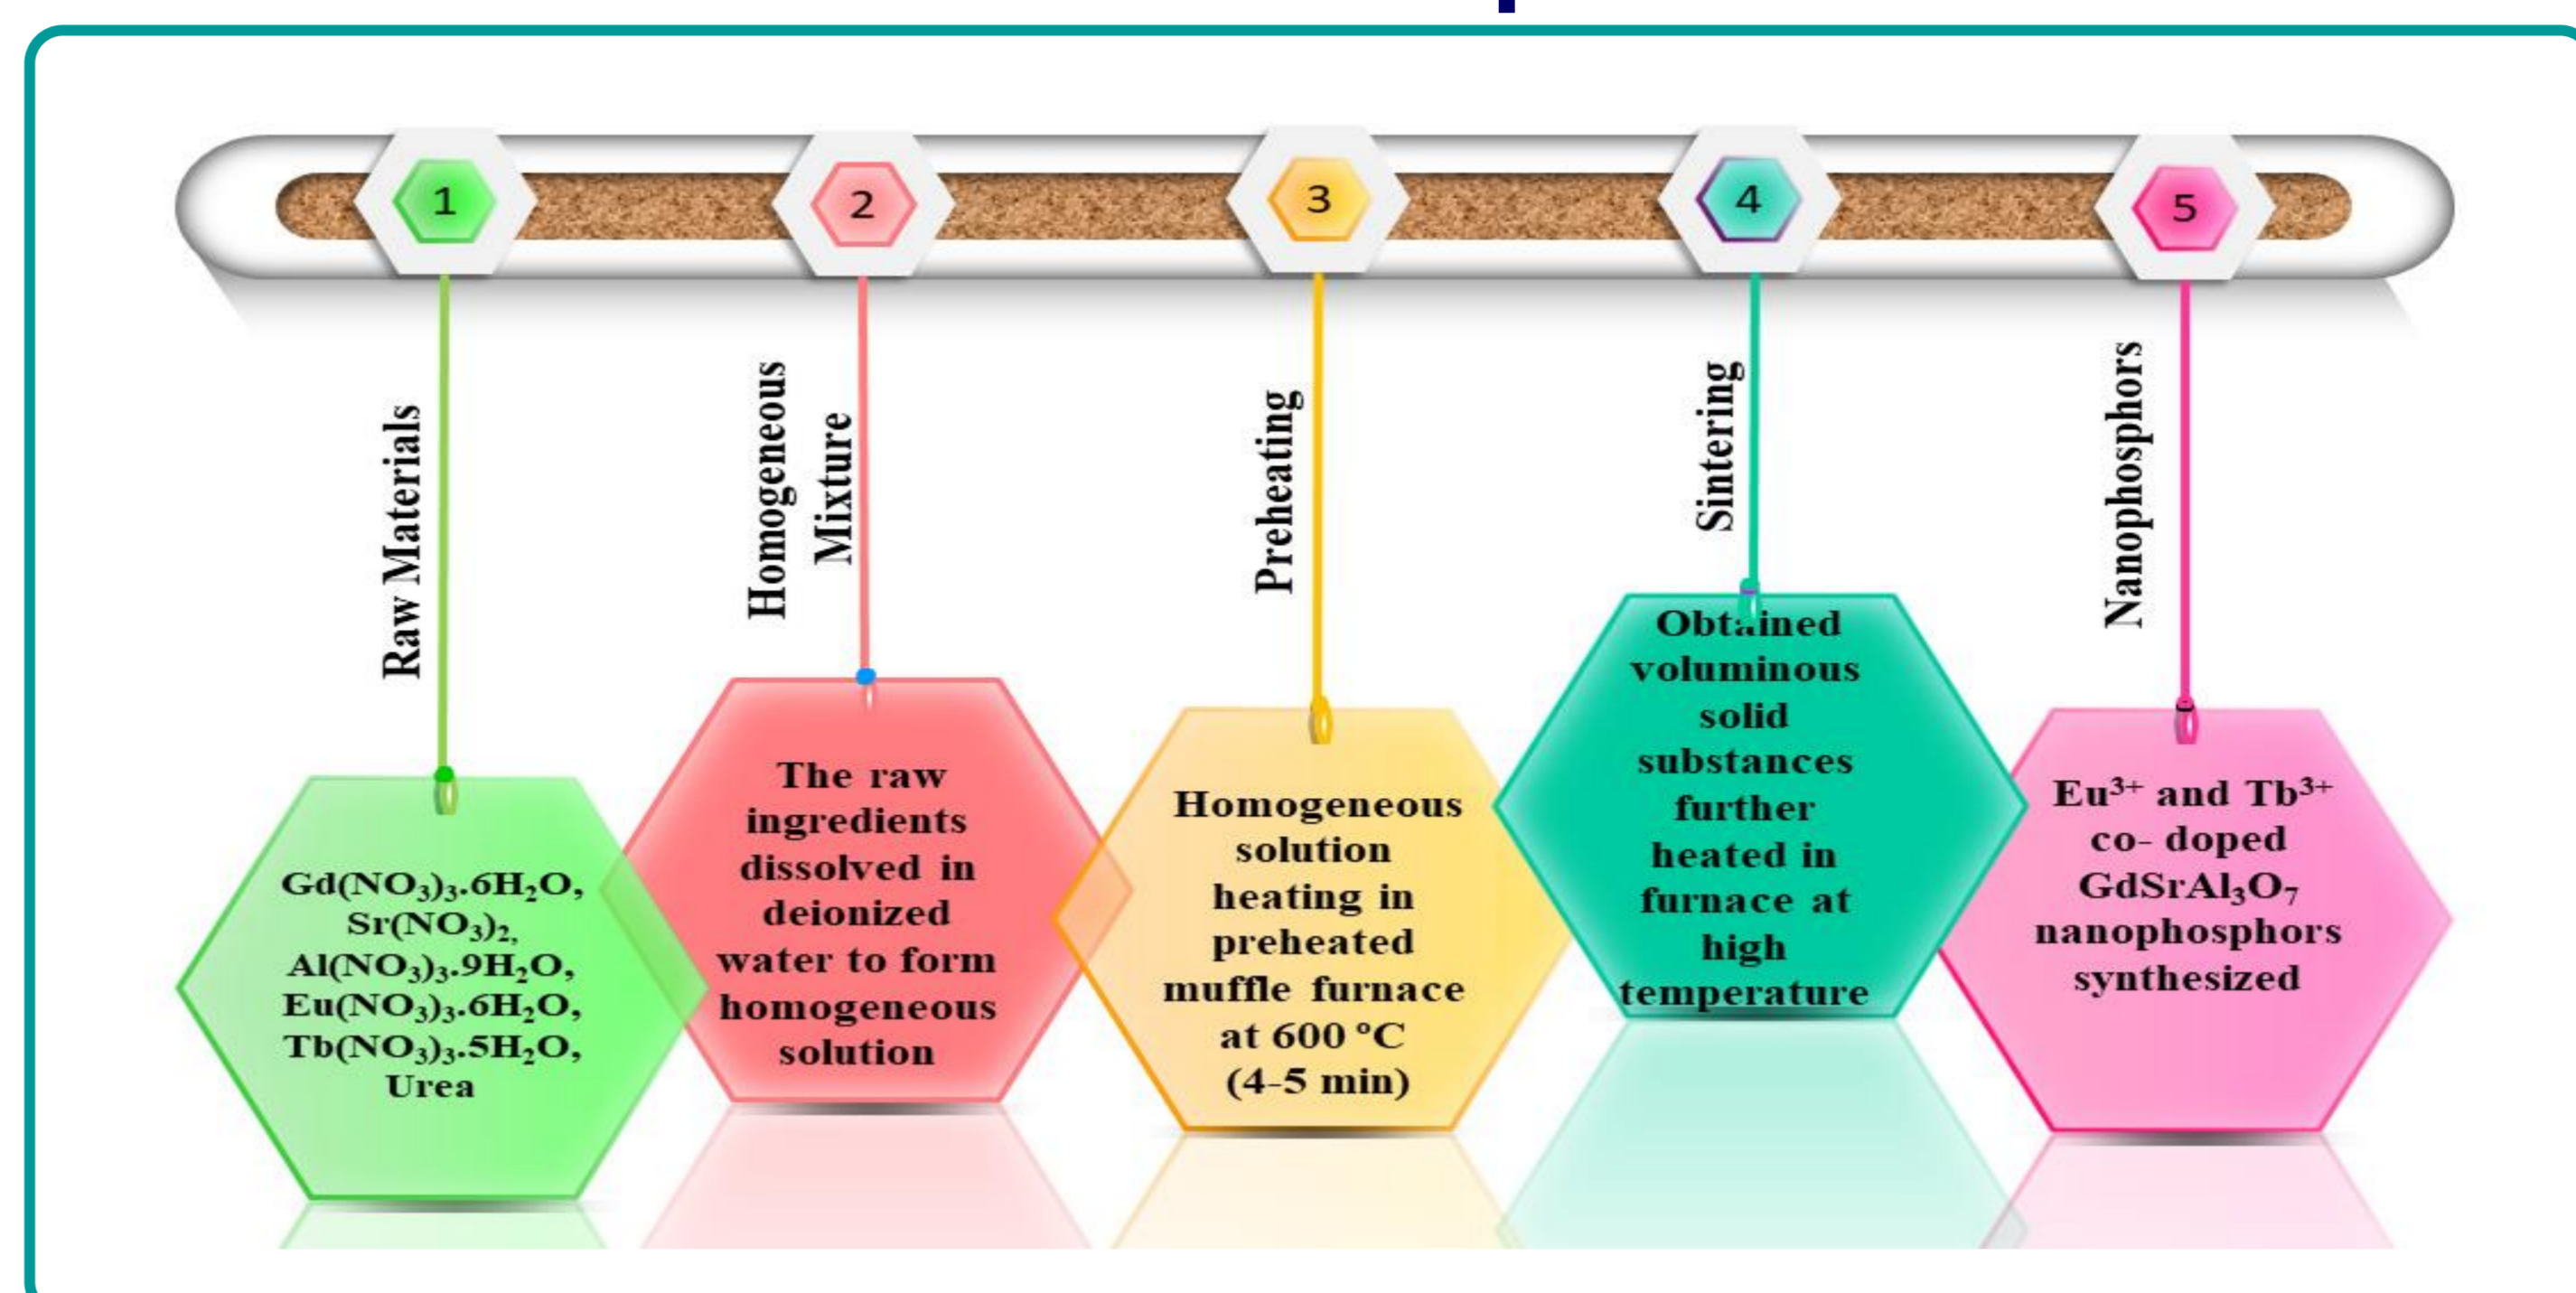 1
2
3
4
5
Raw Materials
Homogeneous
Mixture
Preheating
Sintering
Nanophosphors
Gd(NO₃)₃.6H₂O,
Sr(NO₃)₂,
Al(NO₃)₃.9H₂O,
Eu(NO₃)₃.6H₂O,
Tb(NO₃)₃.5H₂O,
Urea
The raw
ingredients
dissolved in
deionized
water to form
homogeneous
solution
Homogeneous
solution
heating in
preheated
muffle furnace
at 600 ºC
(4-5 min)
Obtained
voluminous
solid
substances
further
heated in
furnace at
high
temperature
Eu³⁺ and Tb³⁺
co- doped
GdSrAl₃O₇
nanophosphors
synthesized